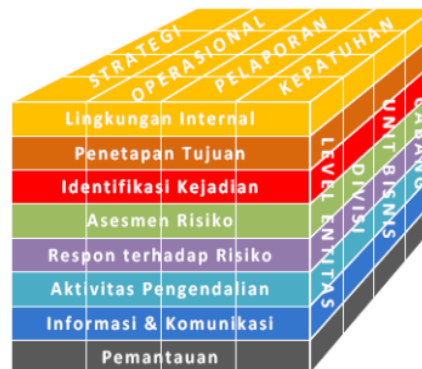 STRATEGI
OPERASIONAL
PELAPORAN
KEPATUHAN
Lingkungan Internal
Penetapan Tujuan
Identifikasi Kejadian
Asesmen Risiko
Respon terhadap Risiko
Aktivitas Pengendalian
Informasi & Komunikasi
Pemantauan
LEVEL ENTITAS
DIVISI
UNIT BISNIS
CABANG